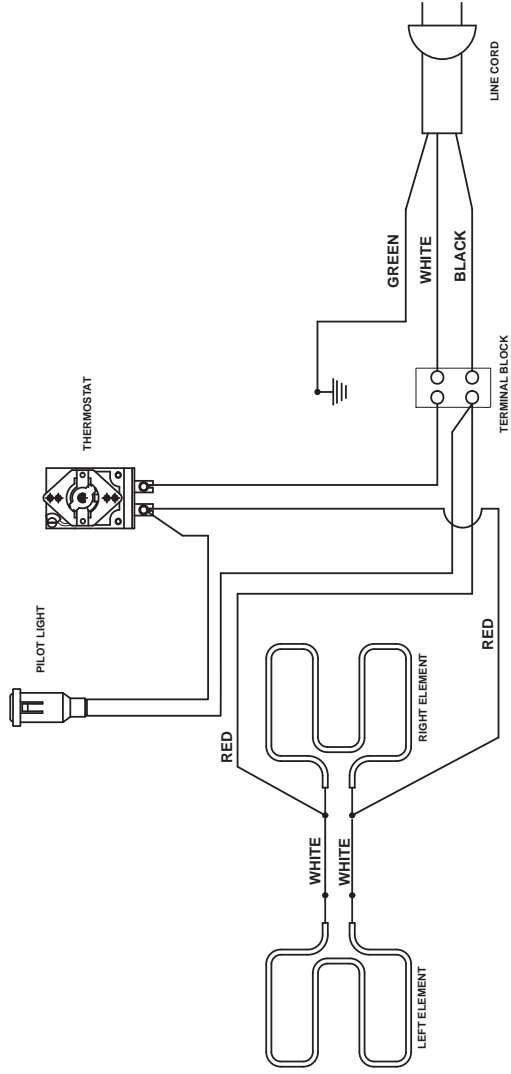 LINE CORD
GREEN
WHITE
BLACK
TERMINAL BLOCK
THERMOSTAT
PILOT LIGHT
RED
RED
RIGHT ELEMENT
WHITE
WHITE
LEFT ELEMENT